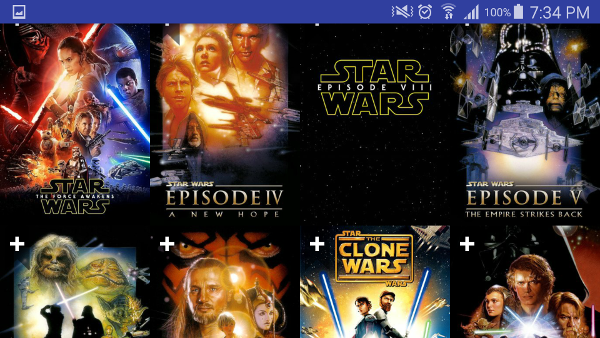 100% 7:34 PM
STAR
THE FORCE AWAKENS
WARS
STAR WARS
EPISODE IV
A NEW HOPE
STAR
EPISODE VIII
WARS
STAR WARS
EPISODE V
THE EMPIRE STRIKES BACK
STAR
THE
CLONE
WARS
WARS